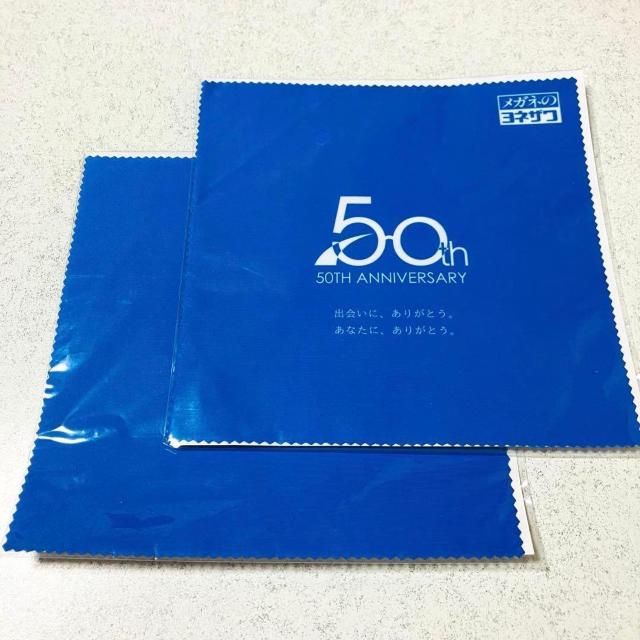 メガネの
ヨネザワ
50th
50TH ANNIVERSARY
出会いに、ありがとう。
あなたに、ありがとう。